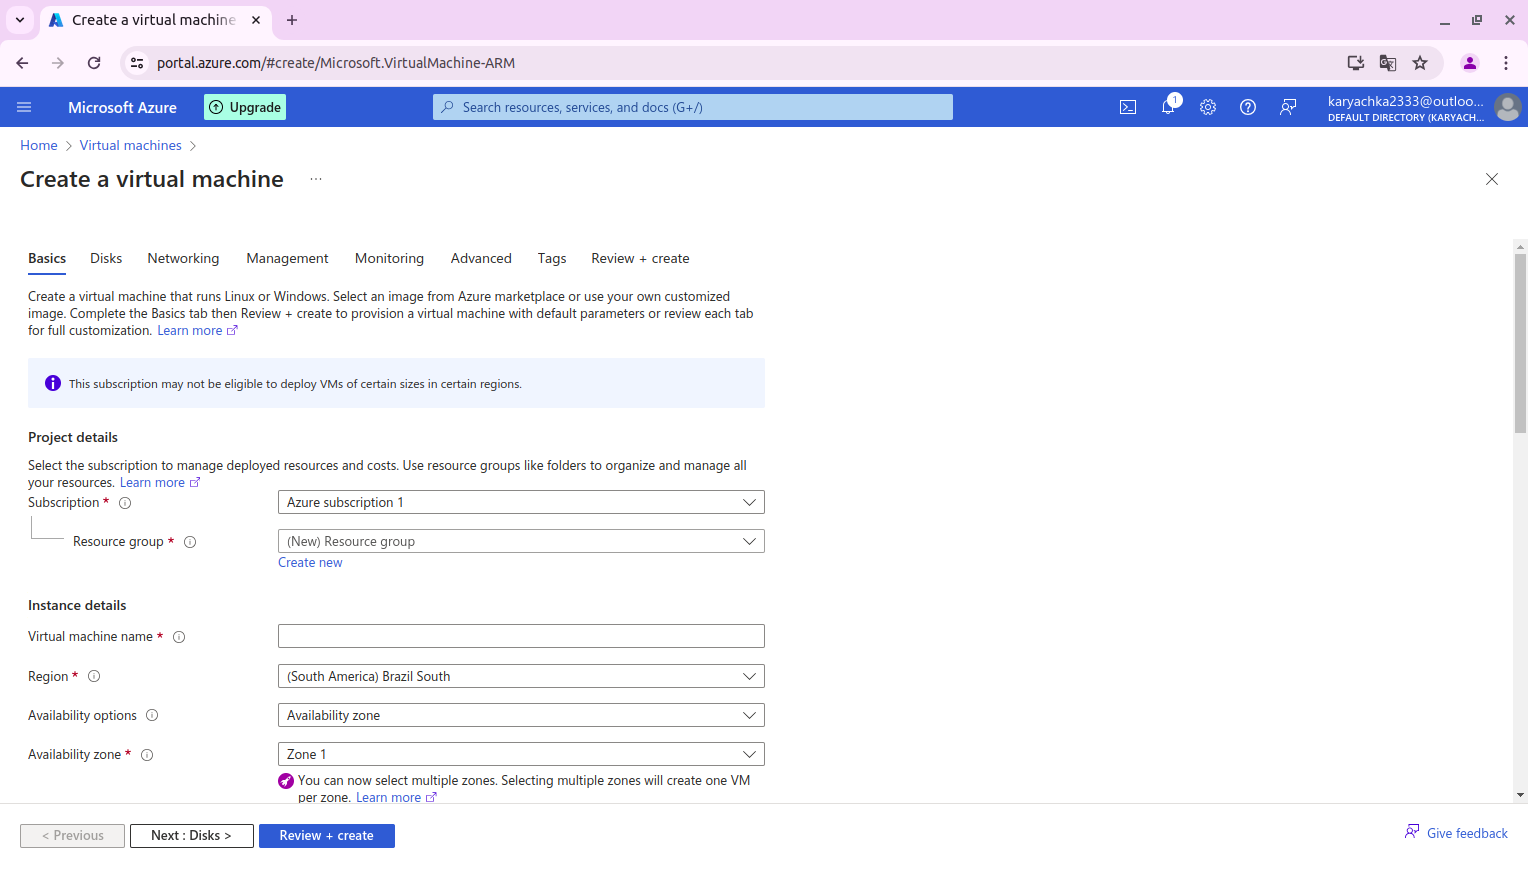 Create a virtual machine
portal.azure.com/#create/Microsoft.VirtualMachine-ARM
Microsoft Azure
Upgrade
Search resources, services, and docs (G+/)
1
karyachka2333@outloo...
DEFAULT DIRECTORY (KARYACH...
Home > Virtual machines >
Create a virtual machine ...
Basics Disks Networking Management Monitoring Advanced Tags Review + create
Create a virtual machine that runs Linux or Windows. Select an image from Azure marketplace or use your own customized
image. Complete the Basics tab then Review + create to provision a virtual machine with default parameters or review each tab
for full customization. Learn more
This subscription may not be eligible to deploy VMs of certain sizes in certain regions.
Project details
Select the subscription to manage deployed resources and costs. Use resource groups like folders to organize and manage all
your resources. Learn more
Subscription * Azure subscription 1
Resource group * (New) Resource group
Create new
Instance details
Virtual machine name *
Region * (South America) Brazil South
Availability options Availability zone
Availability zone * Zone 1
You can now select multiple zones. Selecting multiple zones will create one VM
per zone. Learn more
< Previous Next : Disks > Review + create Give feedback